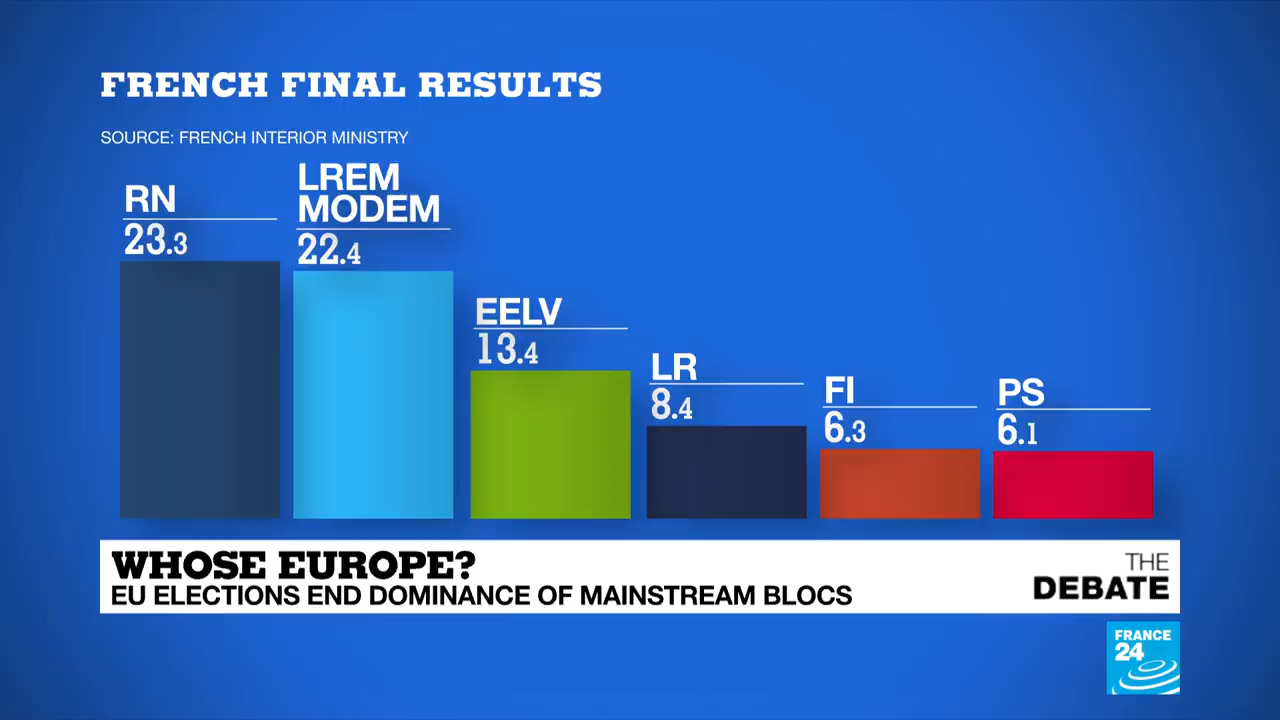 FRENCH FINAL RESULTS
SOURCE: FRENCH INTERIOR MINISTRY
RN
23.3
LREM
MODEM
22.4
EELV
13.4
LR
8.4
FI
6.3
PS
6.1
WHOSE EUROPE?
EU ELECTIONS END DOMINANCE OF MAINSTREAM BLOCS
THE
DEBATE
FRANCE
24